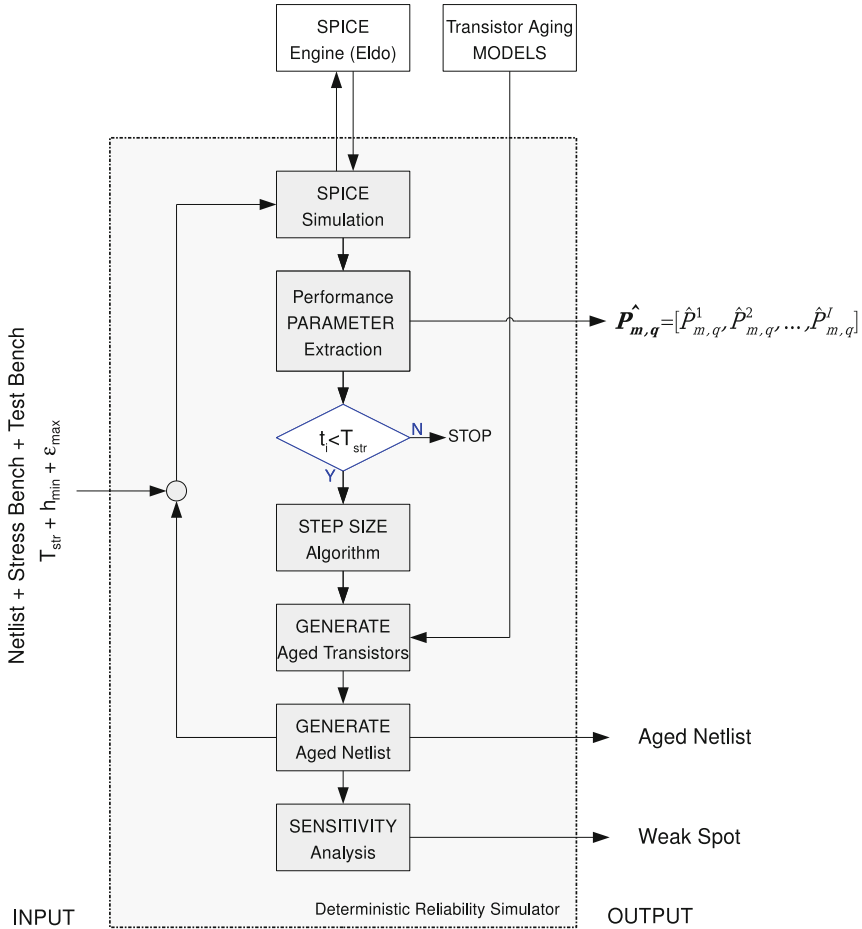 SPICE
Engine (Eldo)
Transistor Aging
MODELS
SPICE
Simulation
Performance
PARAMETER
Extraction
P̂m,q=[P̂¹m,q, P̂²m,q, ..., P̂ᴵm,q]
tᵢ<Tstr
N
STOP
Y
Netlist + Stress Bench + Test Bench
Tstr + hmin + εmax
STEP SIZE
Algorithm
GENERATE
Aged Transistors
GENERATE
Aged Netlist
Aged Netlist
SENSITIVITY
Analysis
Weak Spot
Deterministic Reliability Simulator
INPUT
OUTPUT